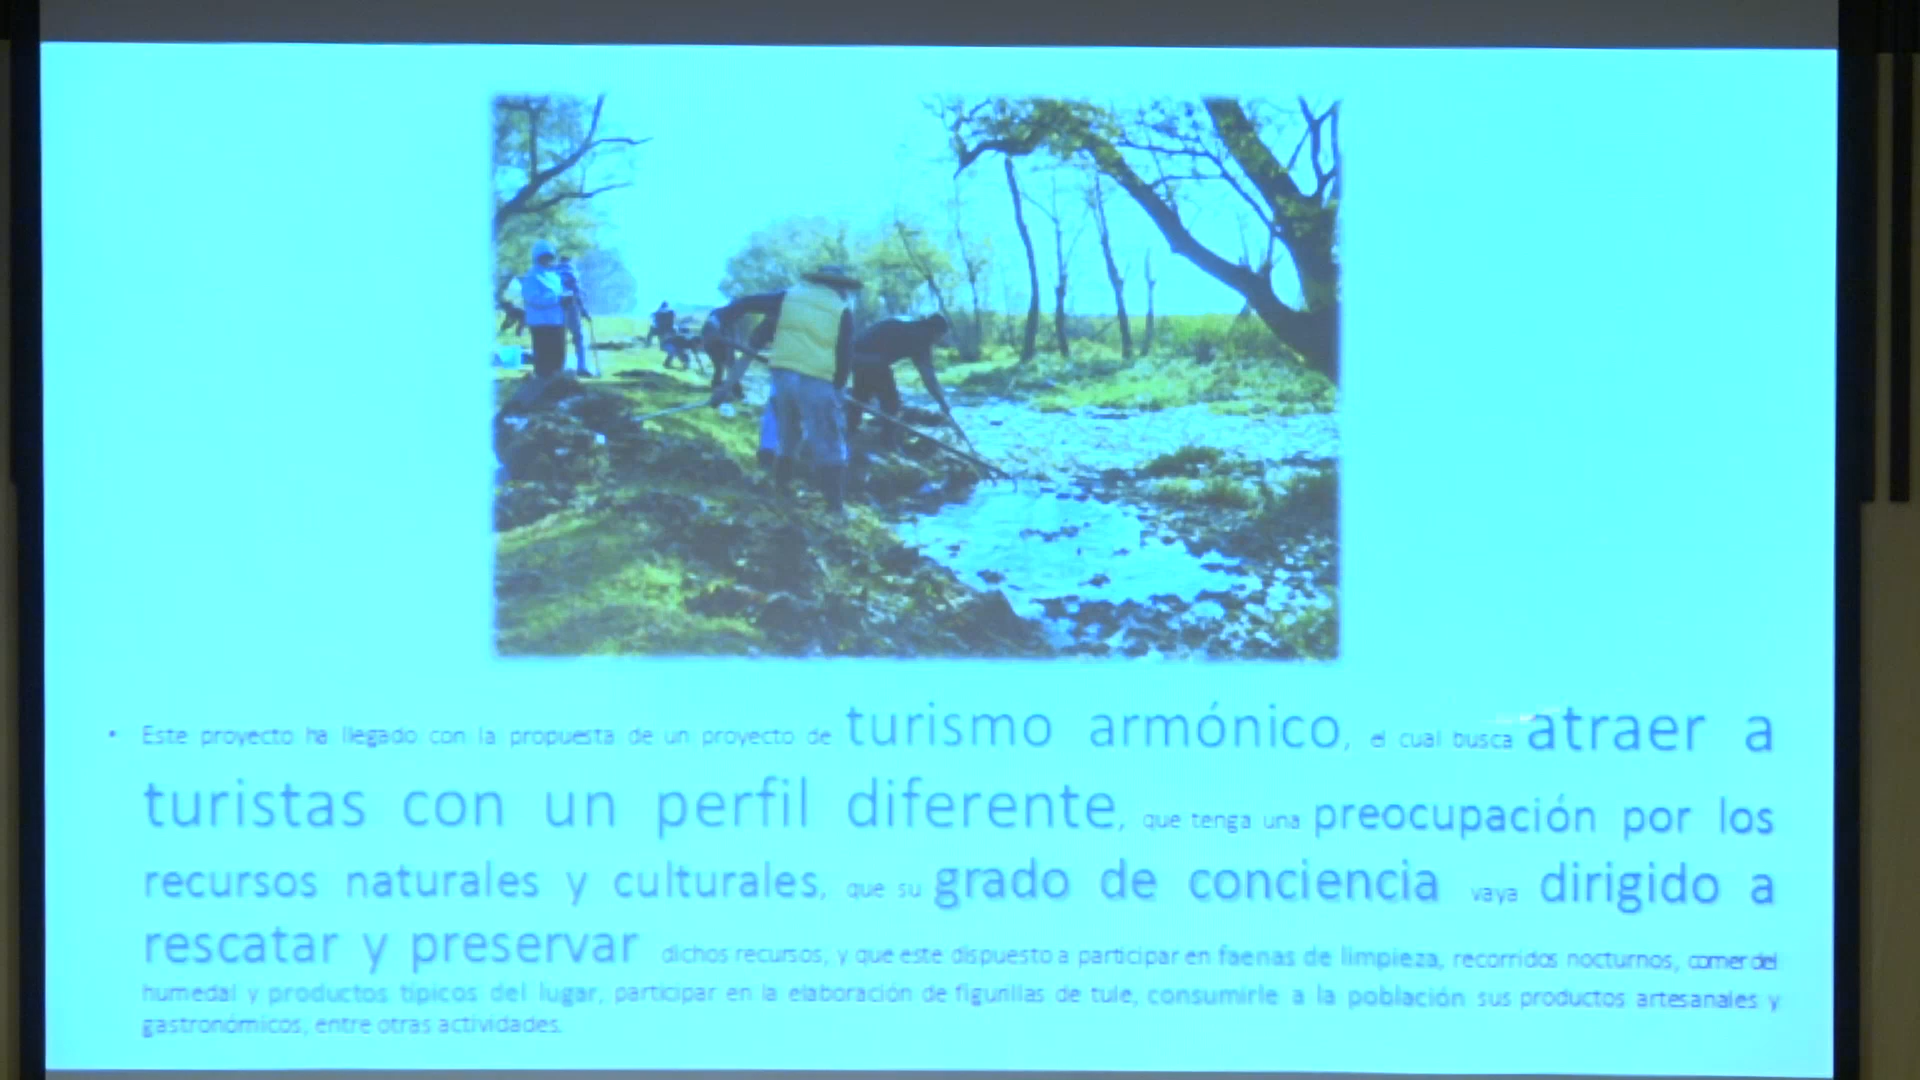 • Este proyecto ha llegado con la propuesta de un proyecto de turismo armónico, el cual busca atraer a
turistas con un perfil diferente, que tenga una preocupación por los
recursos naturales y culturales, que su grado de conciencia vaya dirigido a
rescatar y preservar dichos recursos, y que este dispuesto a participar en faenas de limpieza, recorridos nocturnos, comer del
humedal y productos típicos del lugar, participar en la elaboración de figurillas de tule, consumirle a la población sus productos artesanales y
gastronómicos, entre otras actividades.